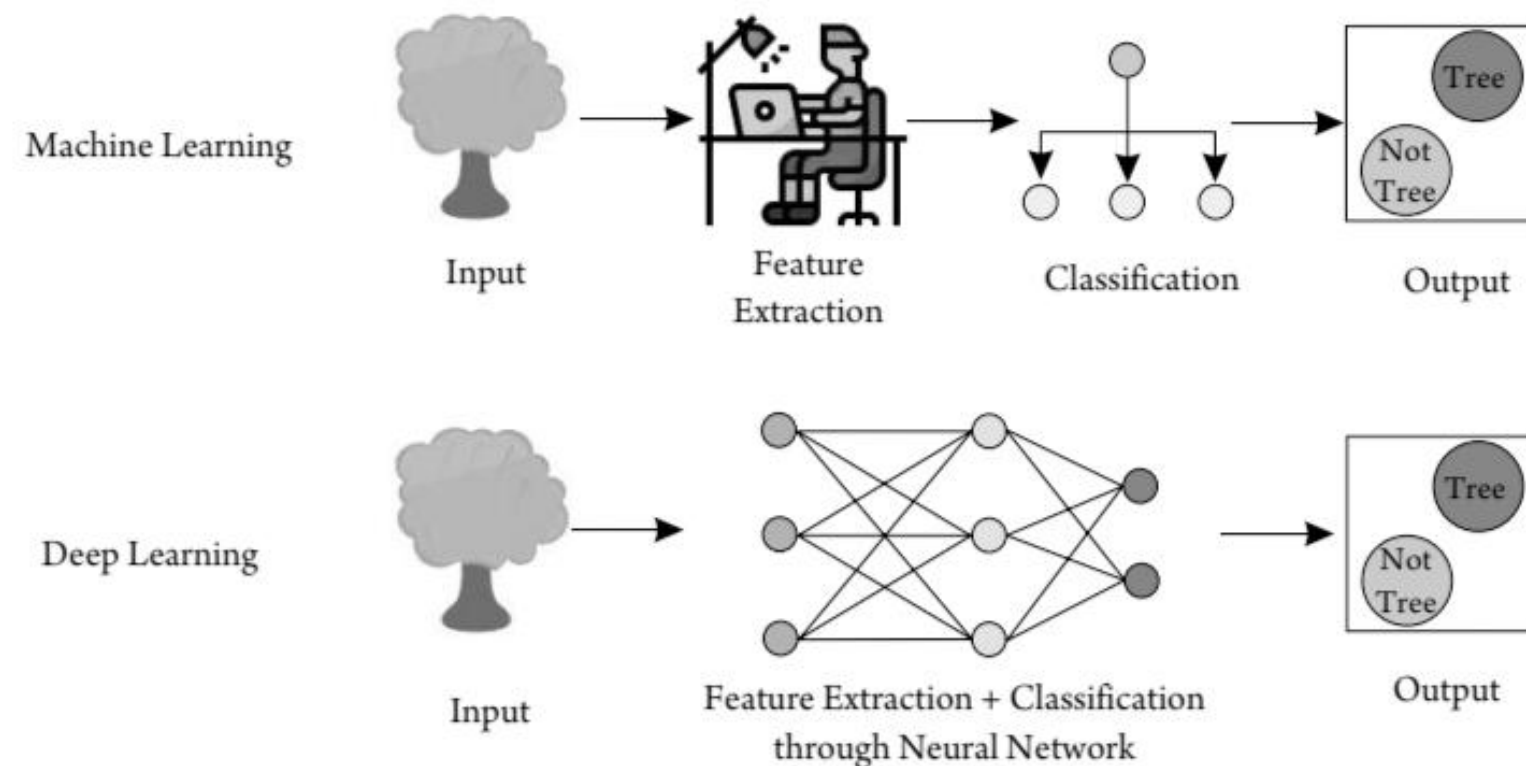 Machine Learning
Input
Feature
Extraction
Classification
Tree
Not
Tree
Output
Deep Learning
Input
Feature Extraction + Classification
through Neural Network
Tree
Not
Tree
Output